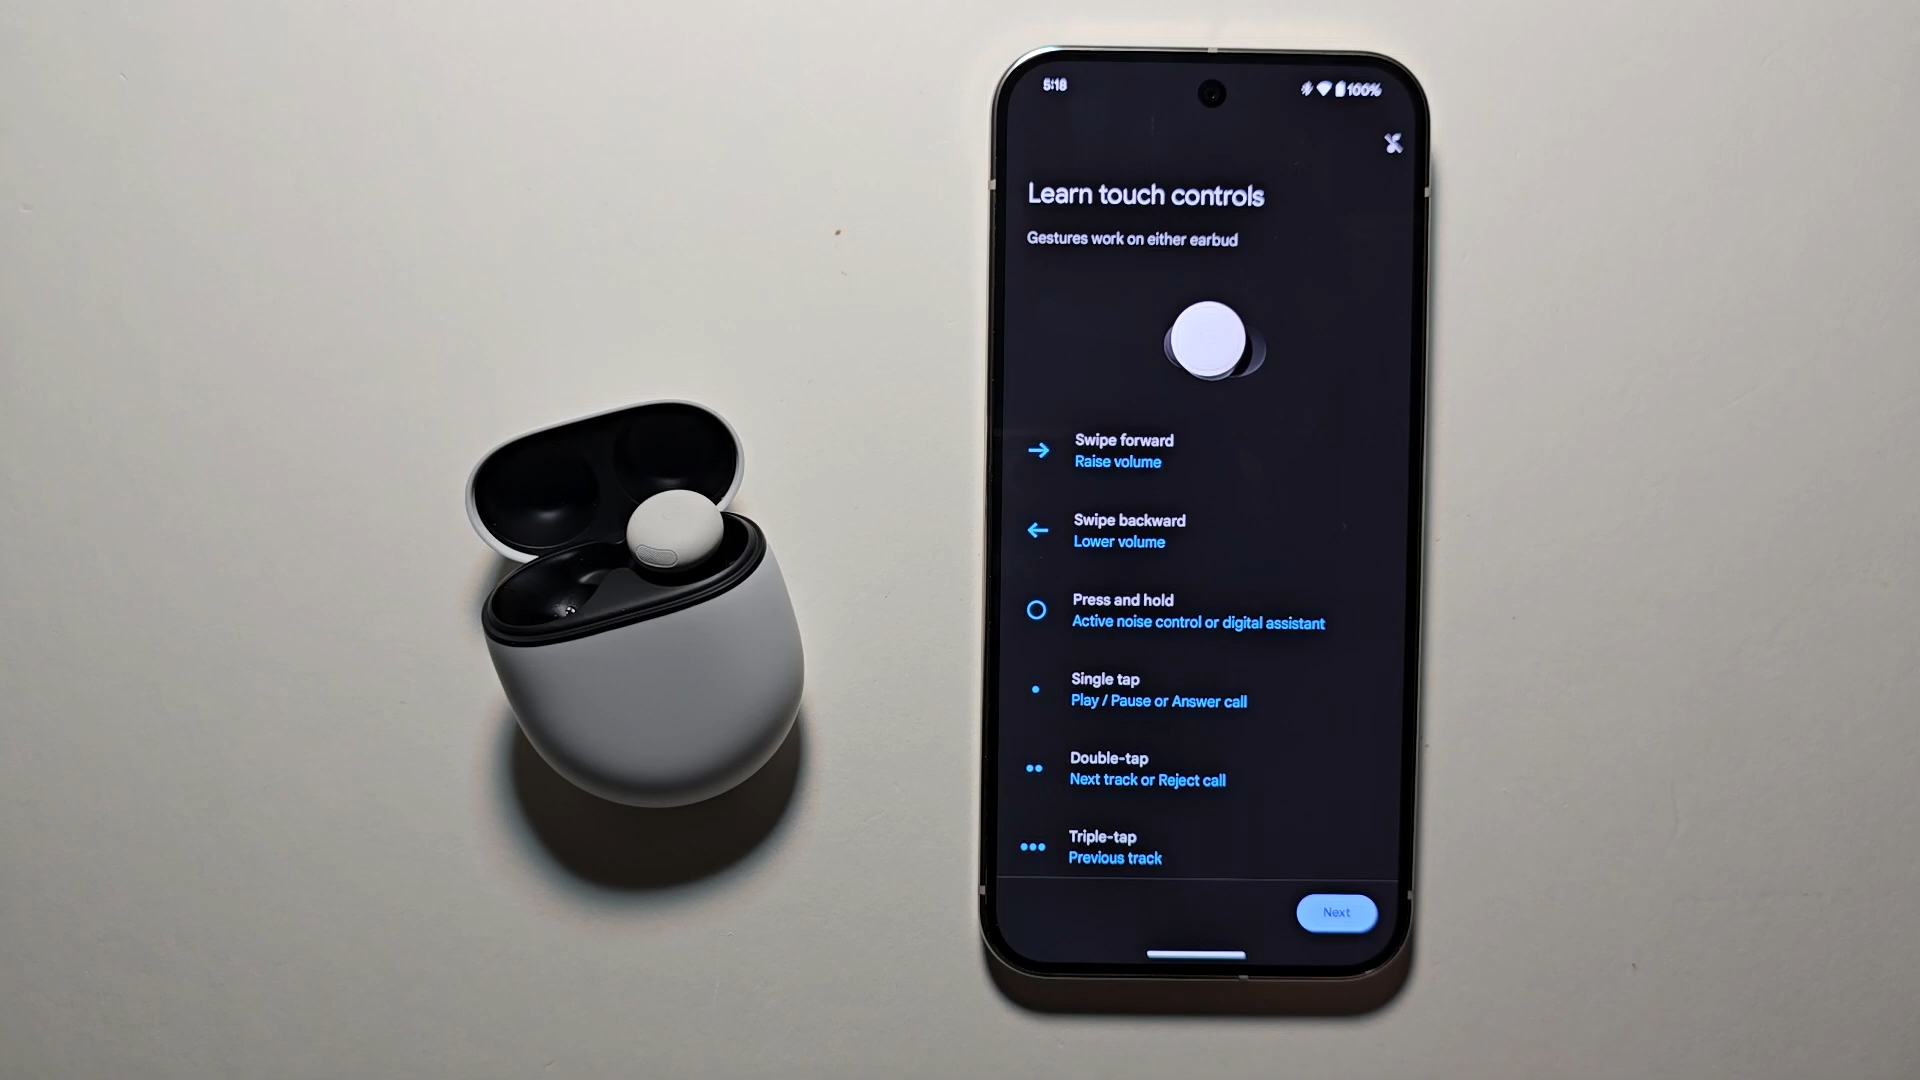 5:18
100%
Learn touch controls
Gestures work on either earbud
Swipe forward
Raise volume
Swipe backward
Lower volume
Press and hold
Active noise control or digital assistant
Single tap
Play / Pause or Answer call
Double-tap
Next track or Reject call
Triple-tap
Previous track
Next